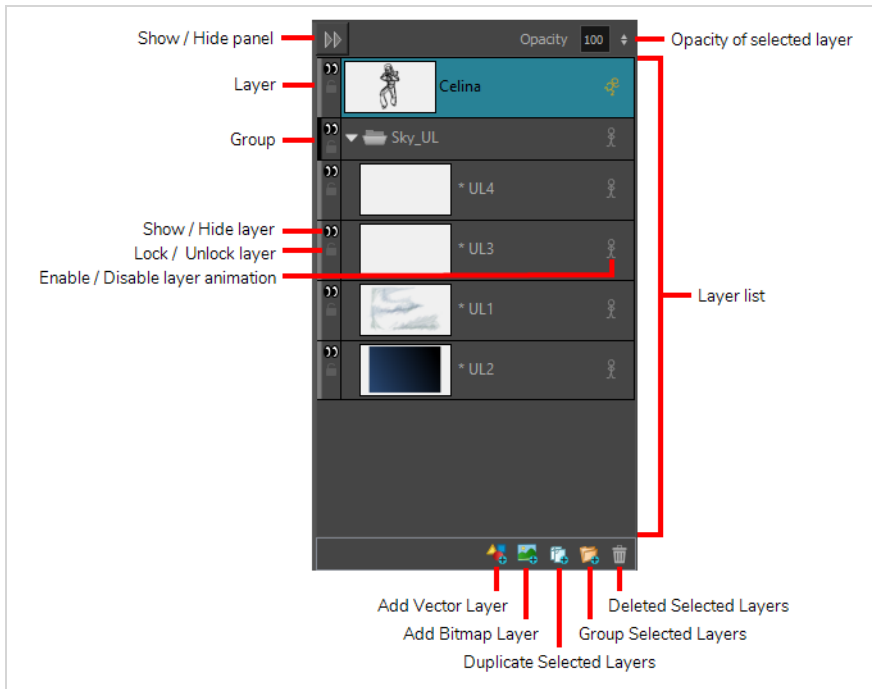 Show / Hide panel
Opacity 100
Opacity of selected layer
Layer
Celina
Group
Sky_UL
* UL4
Show / Hide layer
Lock / Unlock layer
* UL3
Enable / Disable layer animation
Layer list
* UL1
* UL2
Add Vector Layer
Deleted Selected Layers
Add Bitmap Layer
Group Selected Layers
Duplicate Selected Layers